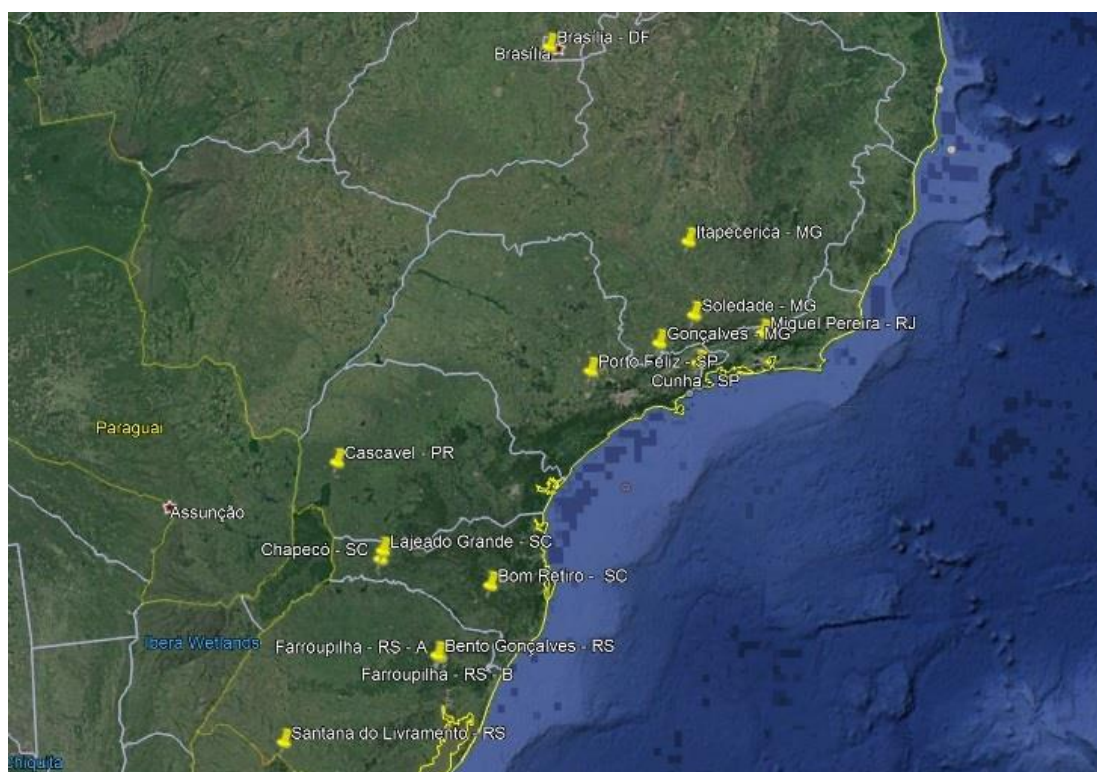 Brasília - DF
Brasília
Itapecerica - MG
Soledade - MG
Miguel Pereira - RJ
Gonçalves - MG
Porto Feliz - SP
Cunha - SP
Paraguai
Cascavel - PR
Assunção
Lajeado Grande - SC
Chapecó - SC
Bom Retiro - SC
Iberá Wetlands
Farroupilha - RS - A
Bento Gonçalves - RS
Farroupilha - RS - B
Santana do Livramento - RS
Chiquita